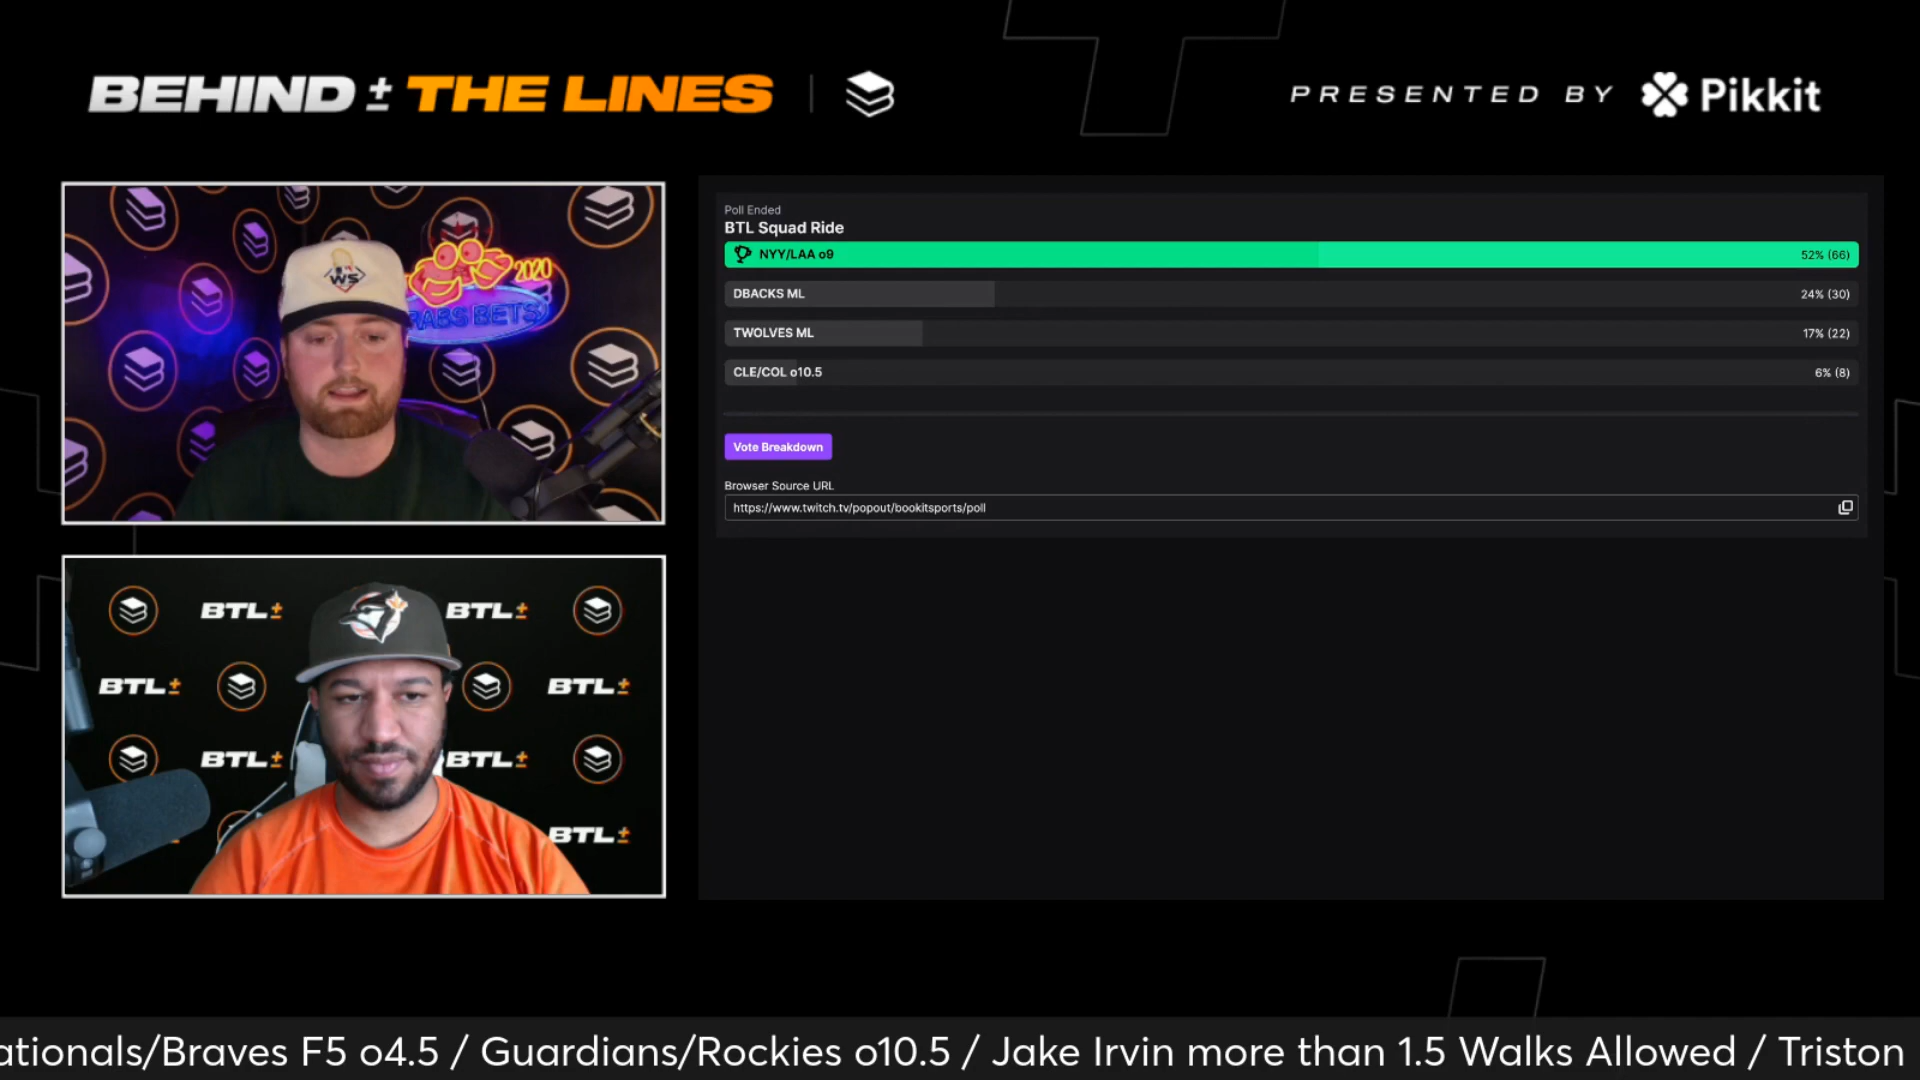 BEHIND ± THE LINES
PRESENTED BY Pikkit
WS
2020
RABS BETS
Poll Ended
BTL Squad Ride
NYY/LAA o9 52% (66)
DBACKS ML 24% (30)
TWOLVES ML 17% (22)
CLE/COL o10.5 6% (8)
Vote Breakdown
Browser Source URL
https://www.twitch.tv/popout/bookitsports/poll
BTL± BTL±
BTL± BTL±
BTL± BTL±
BTL±
ationals/Braves F5 o4.5 / Guardians/Rockies o10.5 / Jake Irvin more than 1.5 Walks Allowed / Triston